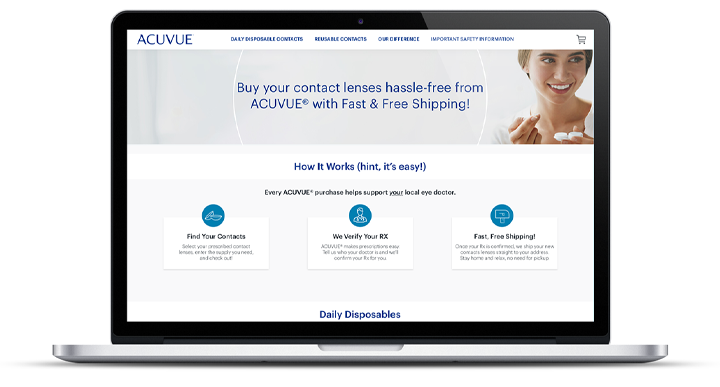 ACUVUE
DAILY DISPOSABLE CONTACTS
REUSABLE CONTACTS
OUR DIFFERENCE
IMPORTANT SAFETY INFORMATION
Buy your contact lenses hassle-free from
ACUVUE® with Fast & Free Shipping!
How It Works (hint, it's easy!)
Every ACUVUE® purchase helps support your local eye doctor.
Find Your Contacts
Select your prescribed contact
lenses, enter the supply you need,
and check out!
We Verify Your RX
ACUVUE® makes prescriptions easy.
Tell us who your doctor is and we'll
confirm your Rx for you.
Fast, Free Shipping!
Once your Rx is confirmed, we ship your new
contacts lenses straight to your address.
Stay home and relax, no need for pickup.
Daily Disposables